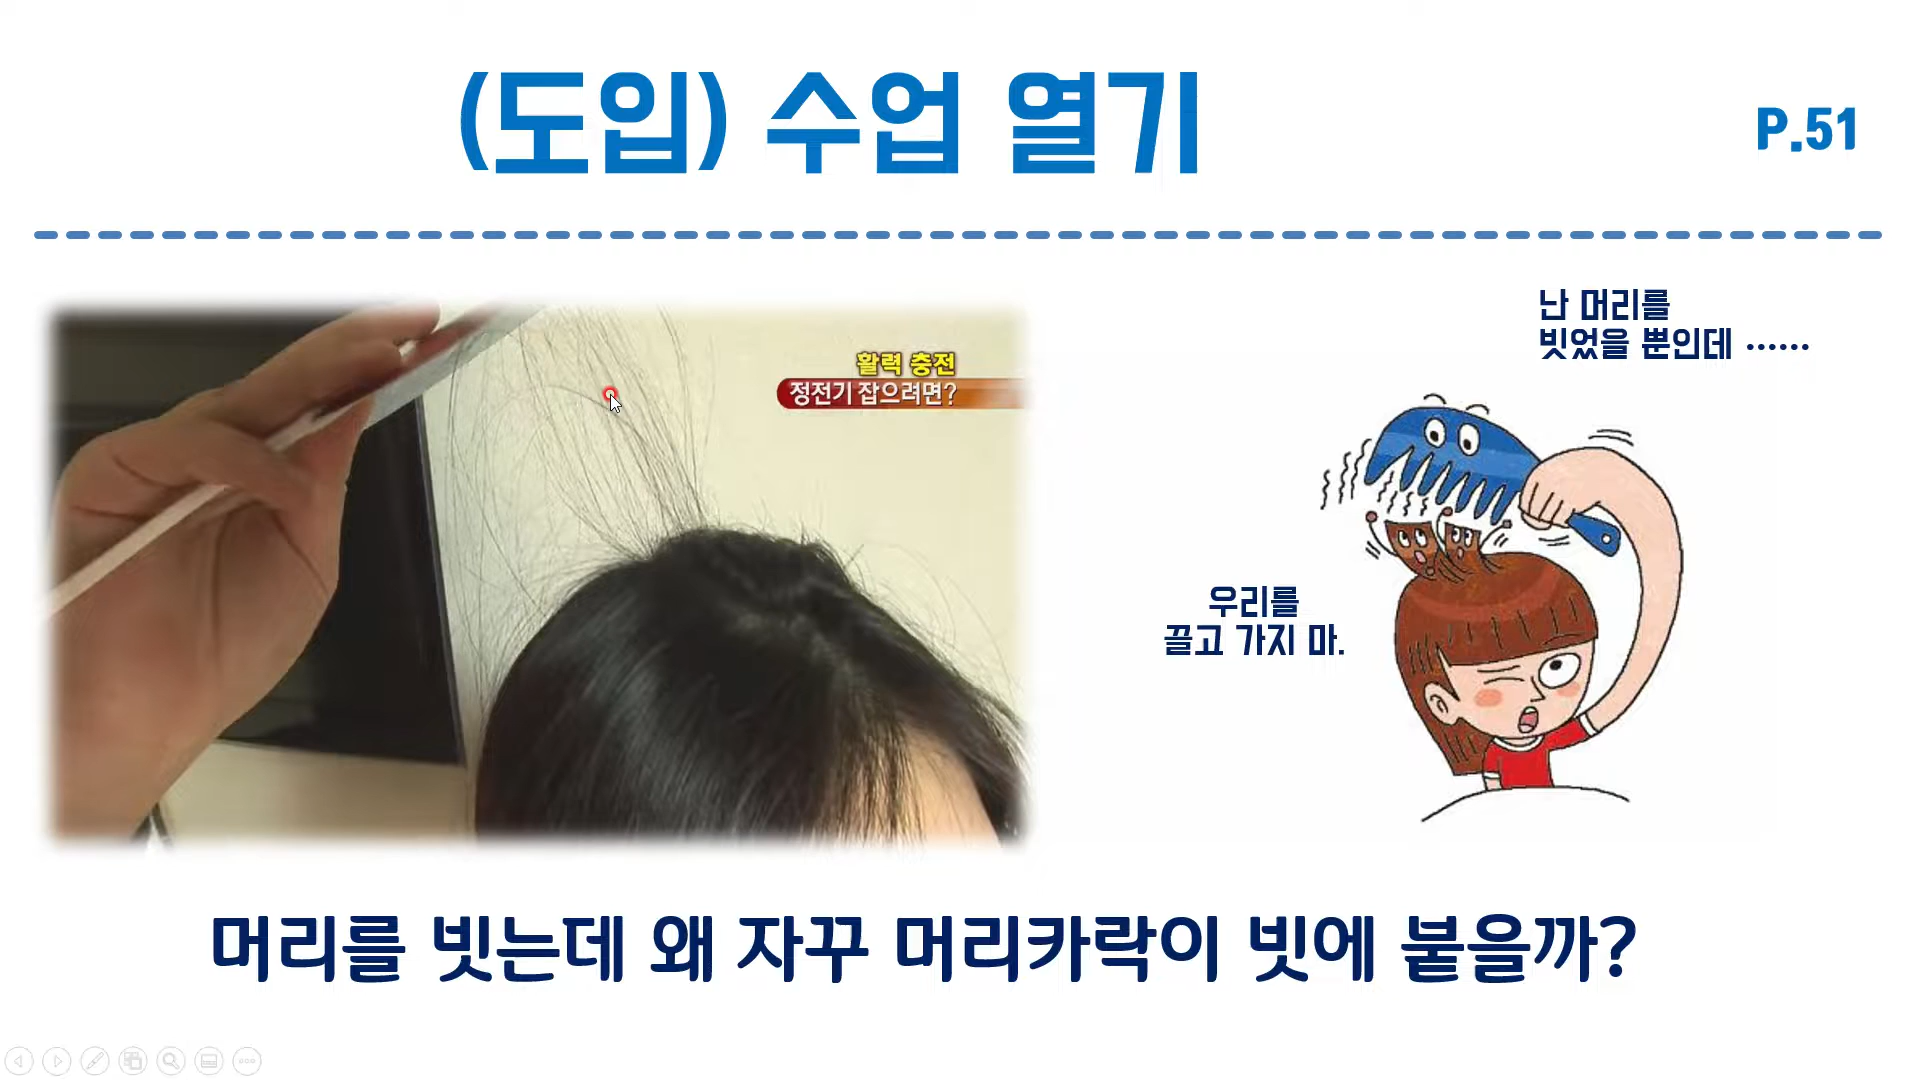 (도입) 수업 열기
P.51
활력 충전
정전기 잡으려면?
난 머리를
빗었을 뿐인데 ······
우리를
끌고 가지 마.
머리를 빗는데 왜 자꾸 머리카락이 빗에 붙을까?